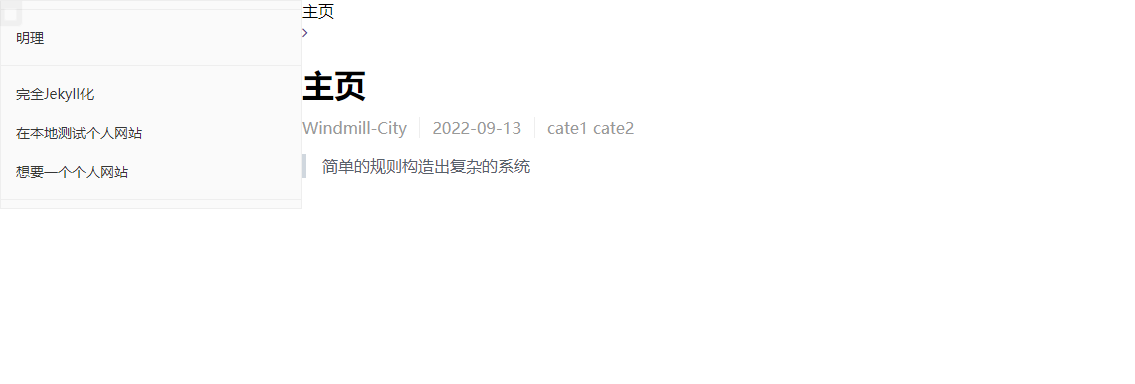 明理
完全Jekyll化
在本地测试个人网站
想要一个个人网站
主页
主页
Windmill-City 2022-09-13 cate1 cate2
简单的规则构造出复杂的系统